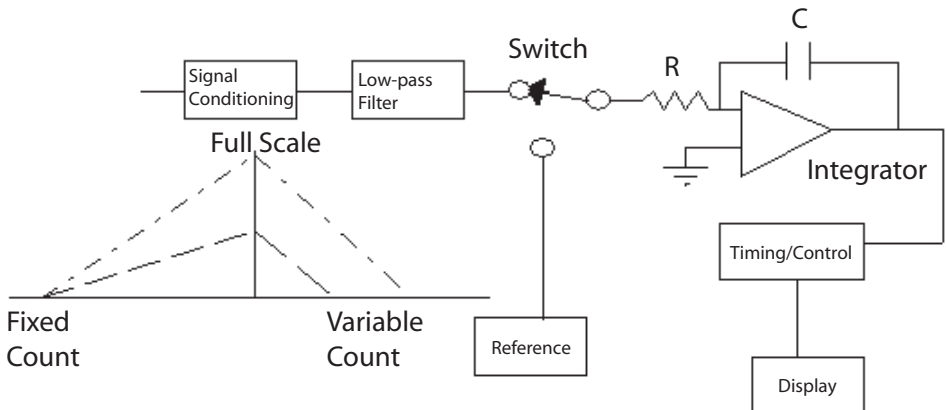 C
Switch
R
Signal
Conditioning
Low-pass
Filter
Full Scale
Integrator
Timing/Control
Fixed
Count
Variable
Count
Reference
Display